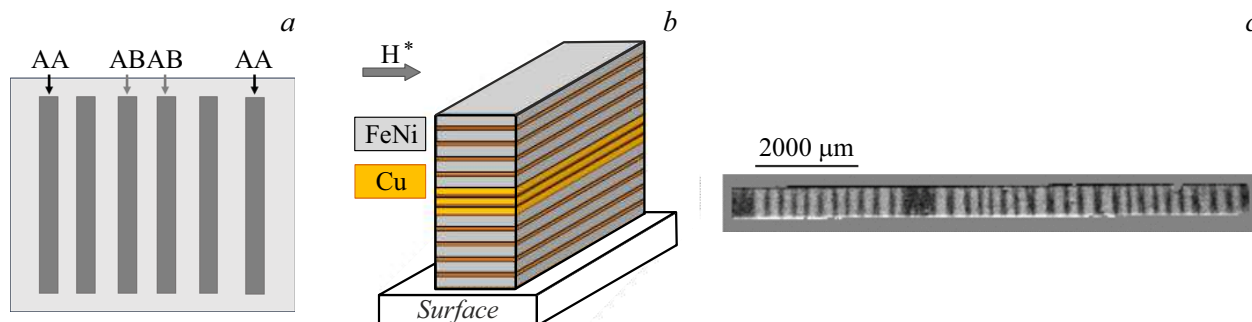 a
AA ABAB AA
b
H*
FeNi
Cu
Surface
2000 µm